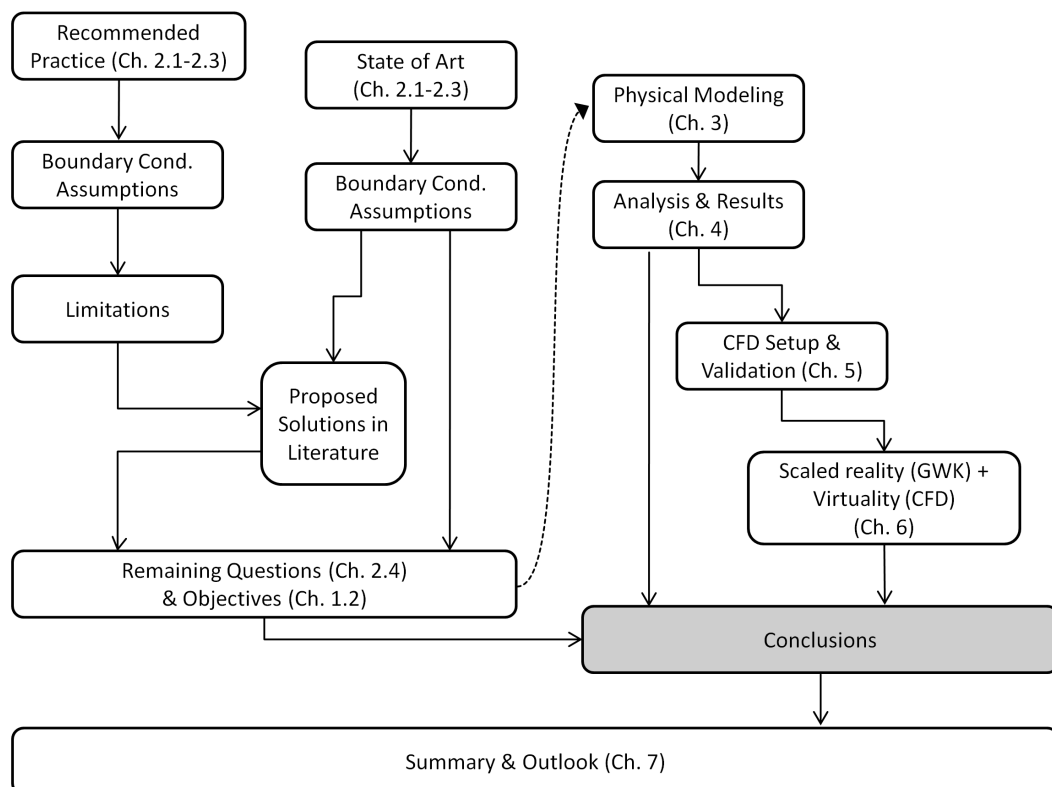 Recommended
Practice (Ch. 2.1-2.3)
Boundary Cond.
Assumptions
Limitations
State of Art
(Ch. 2.1-2.3)
Boundary Cond.
Assumptions
Proposed
Solutions in
Literature
Remaining Questions (Ch. 2.4)
& Objectives (Ch. 1.2)
Physical Modeling
(Ch. 3)
Analysis & Results
(Ch. 4)
CFD Setup &
Validation (Ch. 5)
Scaled reality (GWK) +
Virtuality (CFD)
(Ch. 6)
Conclusions
Summary & Outlook (Ch. 7)